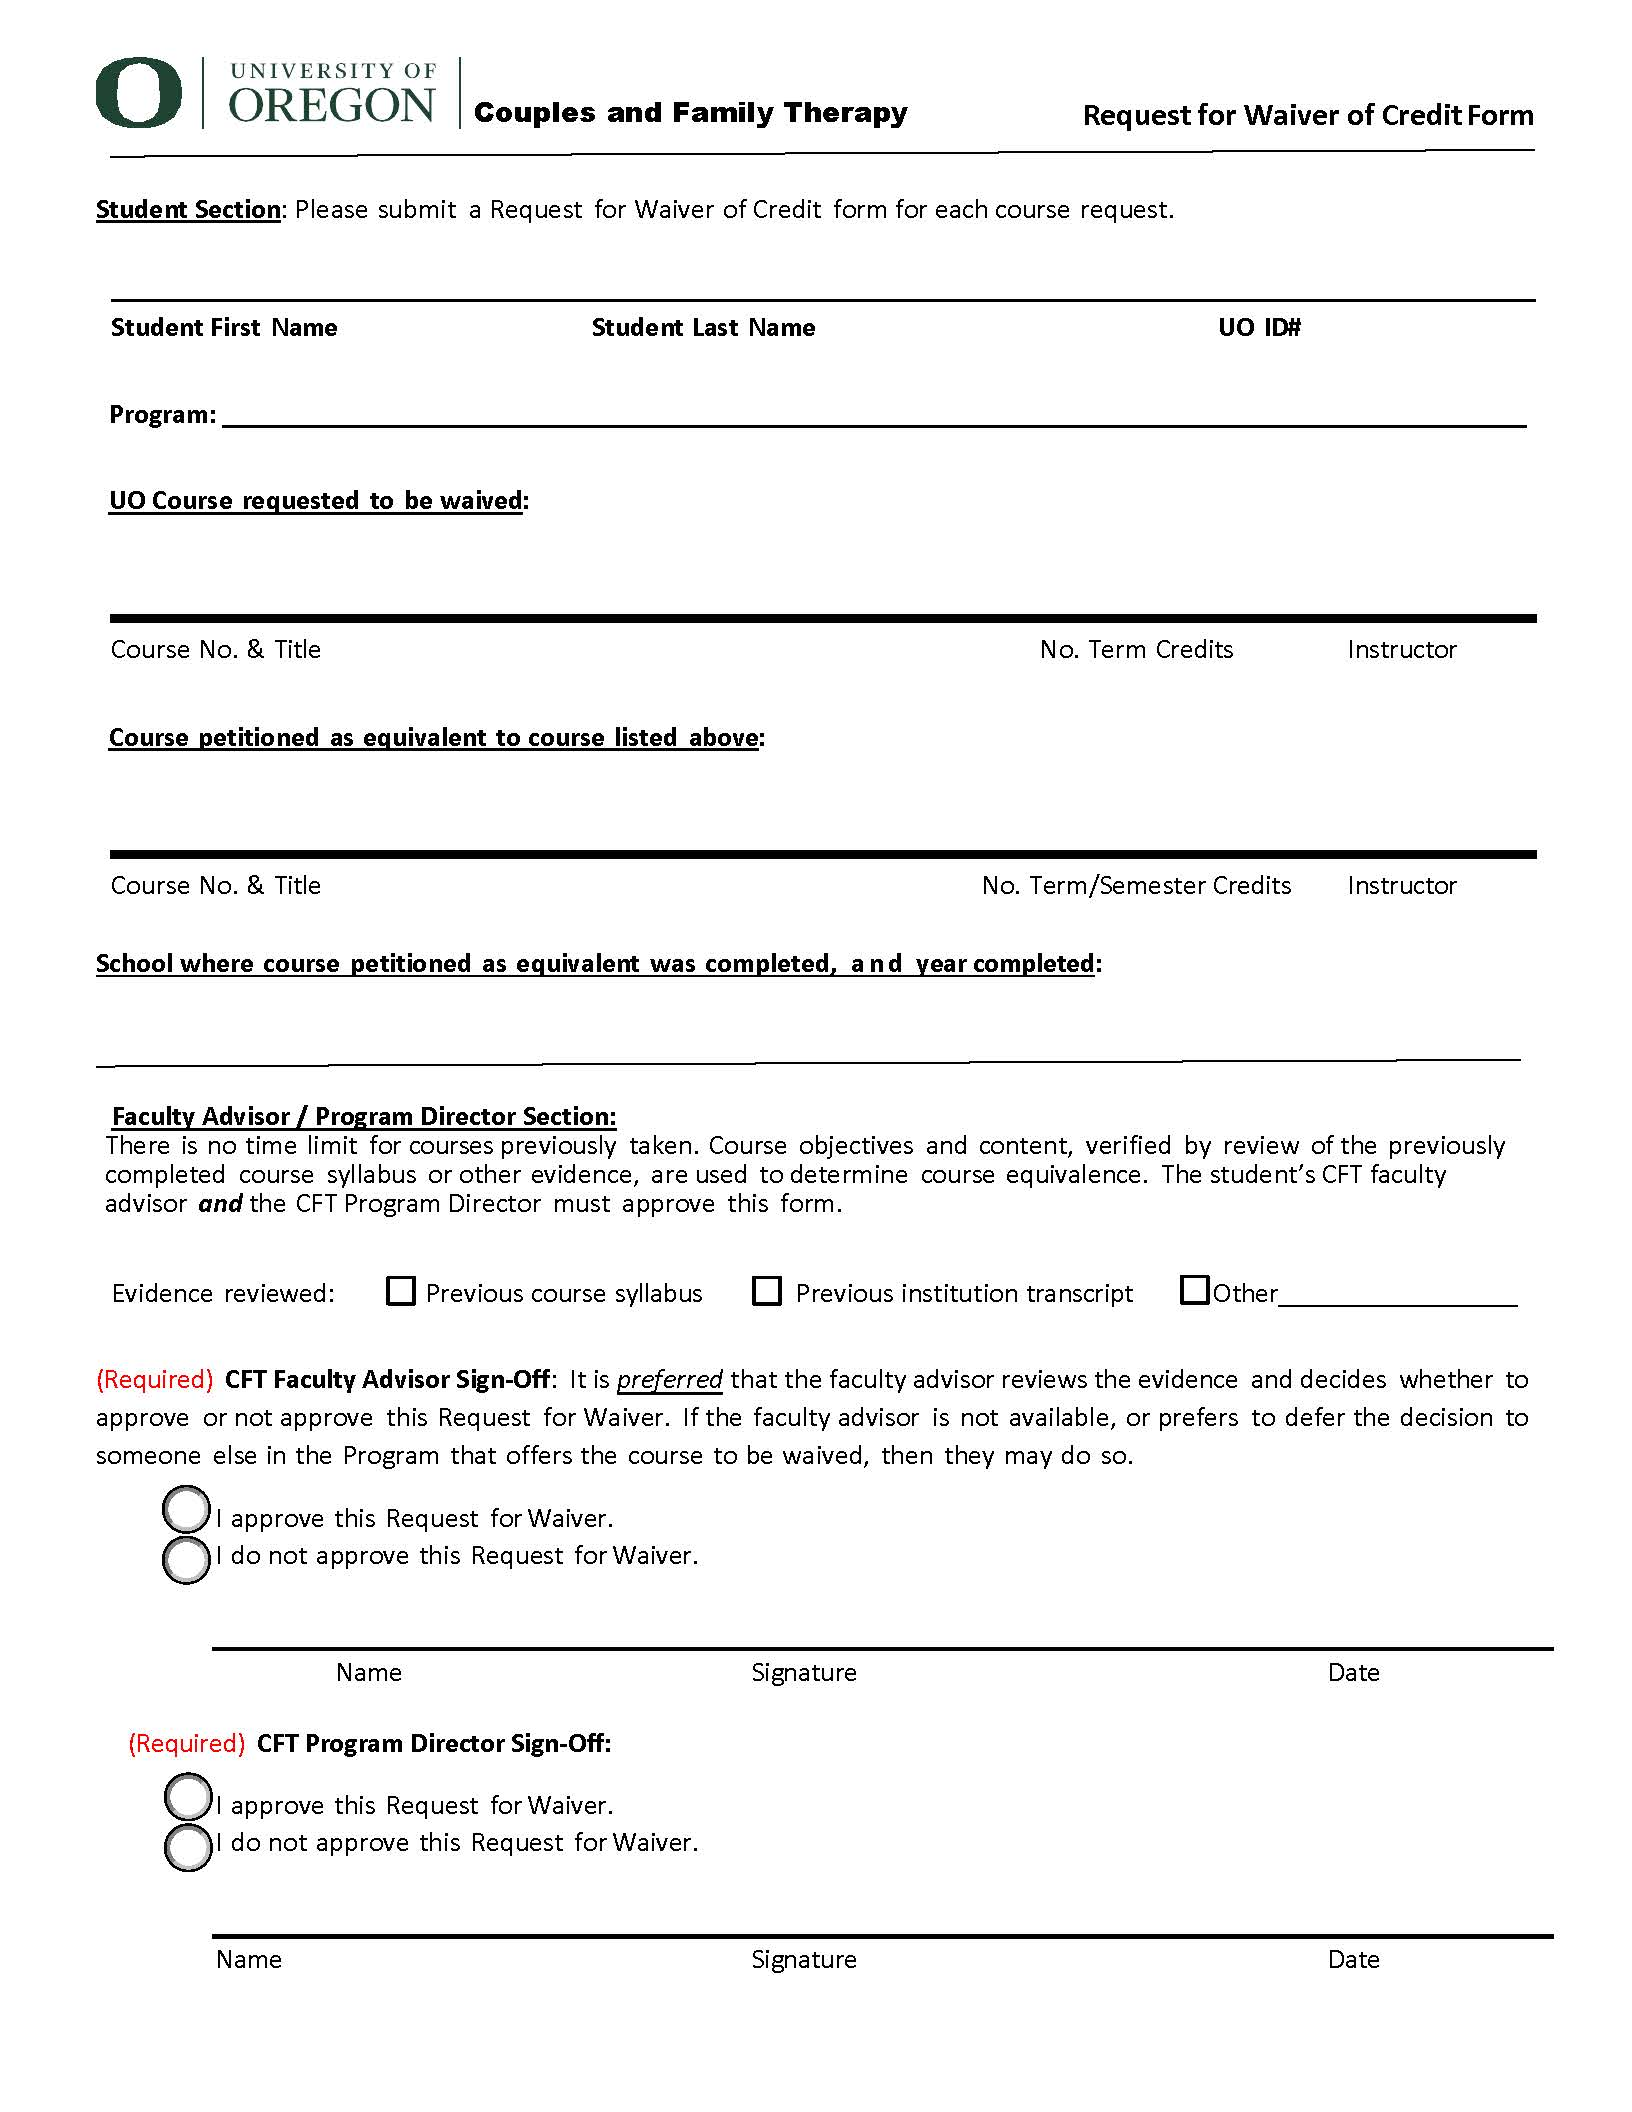 UNIVERSITY OF
OREGON
Couples and Family Therapy Request for Waiver of Credit Form
Student Section: Please submit a Request for Waiver of Credit form for each course request.
Student First Name Student Last Name UO ID#
Program:
UO Course requested to be waived:
Course No. & Title No. Term Credits Instructor
Course petitioned as equivalent to course listed above:
Course No. & Title No. Term/Semester Credits Instructor
School where course petitioned as equivalent was completed, and year completed:
Faculty Advisor / Program Director Section:
There is no time limit for courses previously taken. Course objectives and content, verified by review of the previously
completed course syllabus or other evidence, are used to determine course equivalence. The student’s CFT faculty
advisor and the CFT Program Director must approve this form.
Evidence reviewed: Previous course syllabus Previous institution transcript Other
(Required) CFT Faculty Advisor Sign-Off: It is preferred that the faculty advisor reviews the evidence and decides whether to
approve or not approve this Request for Waiver. If the faculty advisor is not available, or prefers to defer the decision to
someone else in the Program that offers the course to be waived, then they may do so.
I approve this Request for Waiver.
I do not approve this Request for Waiver.
Name Signature Date
(Required) CFT Program Director Sign-Off:
I approve this Request for Waiver.
I do not approve this Request for Waiver.
Name Signature Date